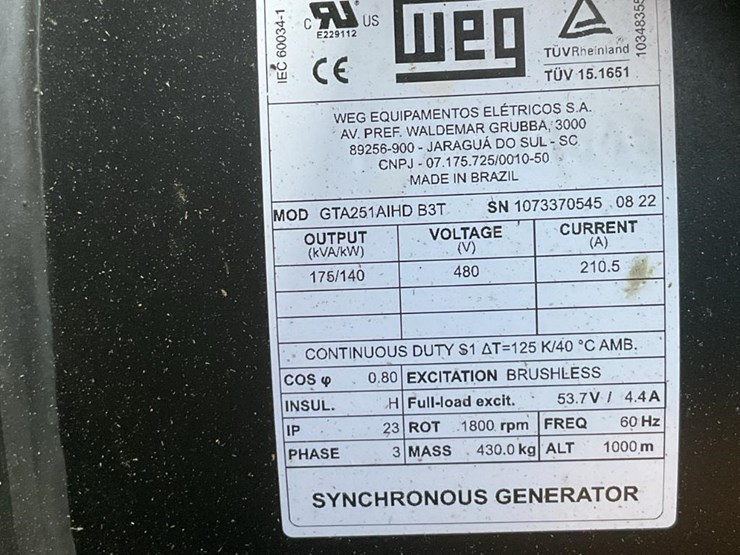 IEC 60034-1
C RU US
E229112
CE
weg
TÜVRheinland
TÜV 15.1651
10348355
WEG EQUIPAMENTOS ELÉTRICOS S.A.
AV. PREF. WALDEMAR GRUBBA, 3000
89256-900 - JARAGUÁ DO SUL - SC
CNPJ - 07.175.725/0010-50
MADE IN BRAZIL
MOD GTA251AIHD B3T SN 1073370545 08 22
OUTPUT VOLTAGE CURRENT
(kVA/kW) (V) (A)
175/140 480 210.5
CONTINUOUS DUTY S1 ΔT=125 K/40 °C AMB.
COS φ 0.80 EXCITATION BRUSHLESS
INSUL. H Full-load excit. 53.7V / 4.4A
IP 23 ROT 1800 rpm FREQ 60 Hz
PHASE 3 MASS 430.0 kg ALT 1000 m
SYNCHRONOUS GENERATOR